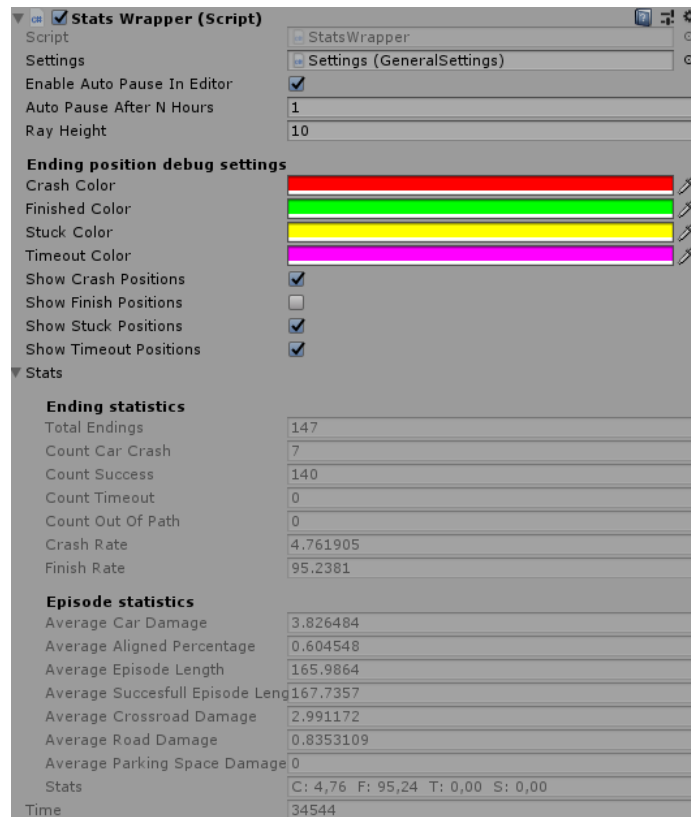 Stats Wrapper (Script)
Script StatsWrapper
Settings Settings (GeneralSettings)
Enable Auto Pause In Editor
Auto Pause After N Hours 1
Ray Height 10
Ending position debug settings
Crash Color
Finished Color
Stuck Color
Timeout Color
Show Crash Positions
Show Finish Positions
Show Stuck Positions
Show Timeout Positions
Stats
Ending statistics
Total Endings 147
Count Car Crash 7
Count Success 140
Count Timeout 0
Count Out Of Path 0
Crash Rate 4.761905
Finish Rate 95.2381
Episode statistics
Average Car Damage 3.826484
Average Aligned Percentage 0.604548
Average Episode Length 165.9864
Average Succesfull Episode Leng 167.7357
Average Crossroad Damage 2.991172
Average Road Damage 0.8353109
Average Parking Space Damage 0
Stats C: 4,76 F: 95,24 T: 0,00 S: 0,00
Time 34544